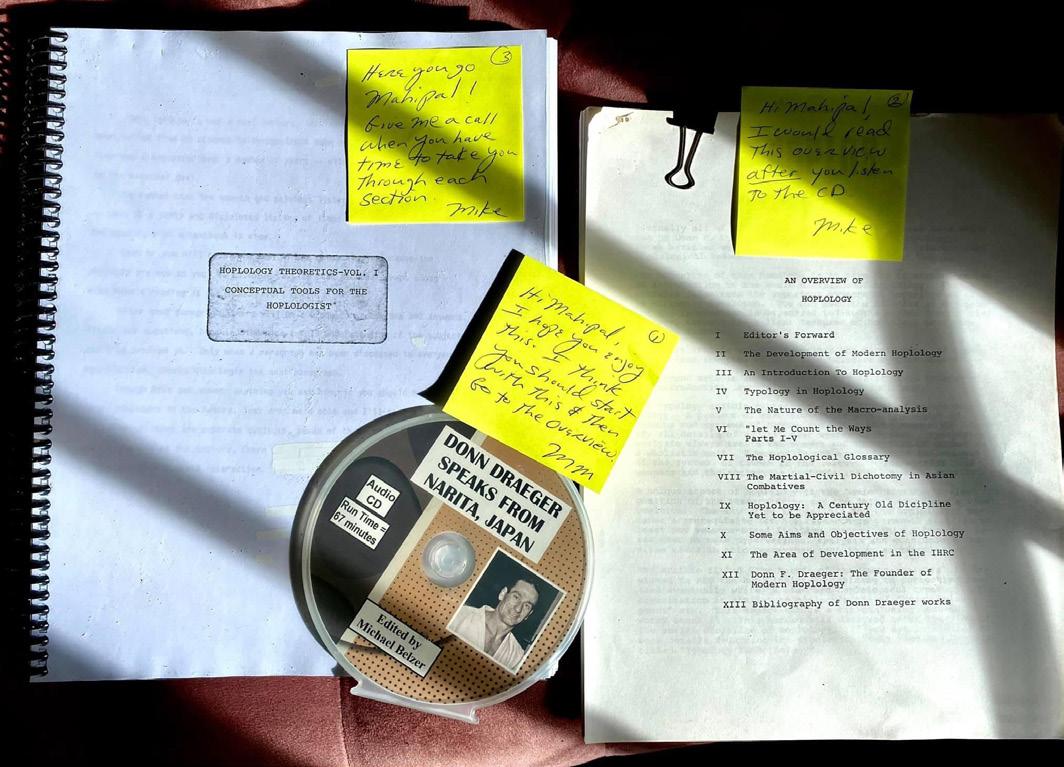 ③
Here you go
Mahipal!
Give me a call
when you have
time to take you
through each
section.
Mike
HOPLOLOGY THEORETICS-VOL. I
CONCEPTUAL TOOLS FOR THE
HOPLOLOGIST
①
Hi Mahipal,
I hope you enjoy
this. I think
you should start
with this & then
Go to the overview.
MM
DONN DRAEGER
SPEAKS FROM
NARITA, JAPAN
Audio
CD
Run Time =
67 minutes
Edited by
Michael Belzer
②
Hi Mahipal,
I would read
This overview
after you listen
To the CD
Mike
AN OVERVIEW OF
HOPLOLOGY
I Editor's Forward
II The Development of Modern Hoplology
III An Introduction To Hoplology
IV Typology in Hoplology
V The Nature of the Macro-analysis
VI "let Me Count the Ways
Parts I-V
VII The Hoplological Glossary
VIII The Martial-Civil Dichotomy in Asian
Combatives
IX Hoplology: A Century Old Dicipline
Yet to be Appreciated
X Some Aims and Objectives of Hoplology
XI The Area of Development in the IHRC
XII Donn F. Draeger: The Founder of
Modern Hoplology
XIII Bibliography of Donn Draeger works